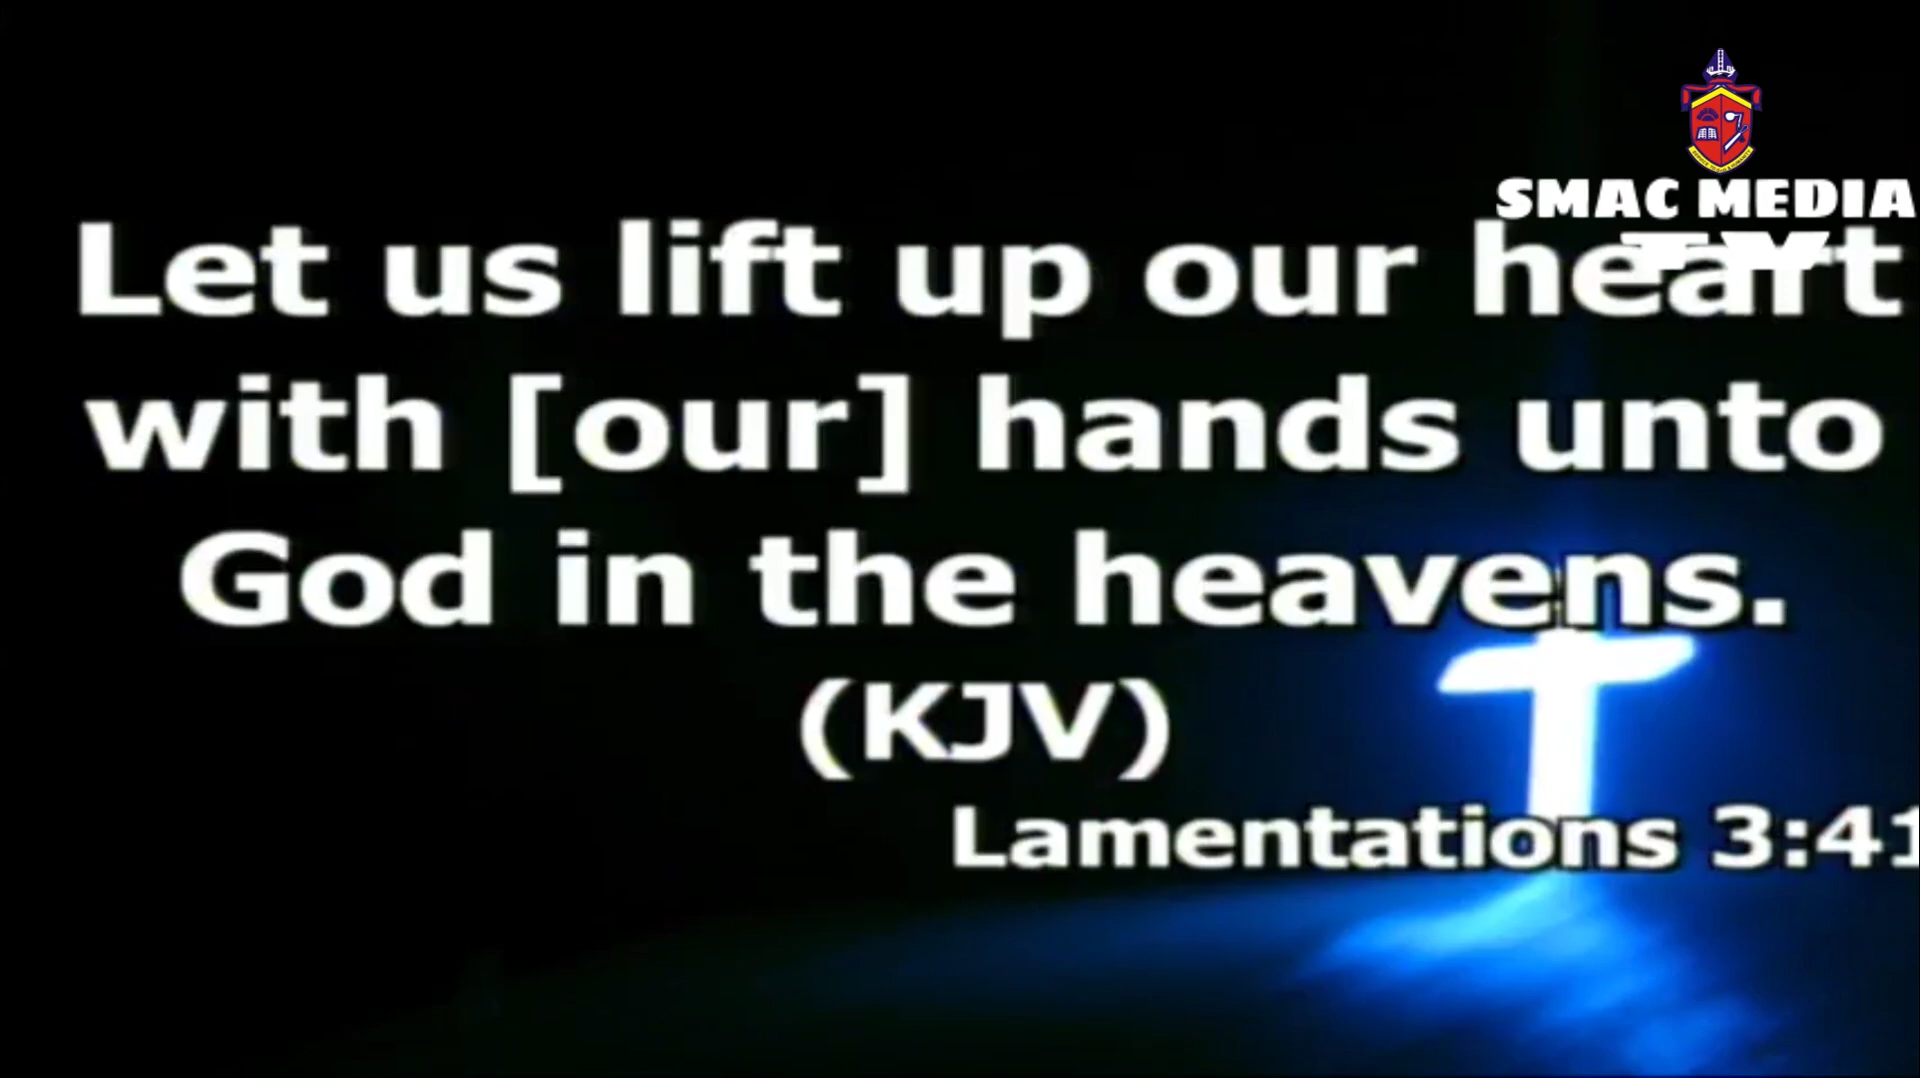 SMAC MEDIA
TV
Let us lift up our heart
with [our] hands unto
God in the heavens.
(KJV)
Lamentations 3:41